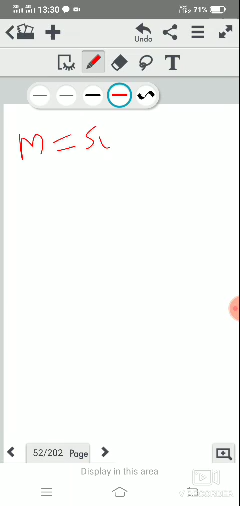 13:30
71%
Undo
T
M = SL
52/202 Page
Display in this area